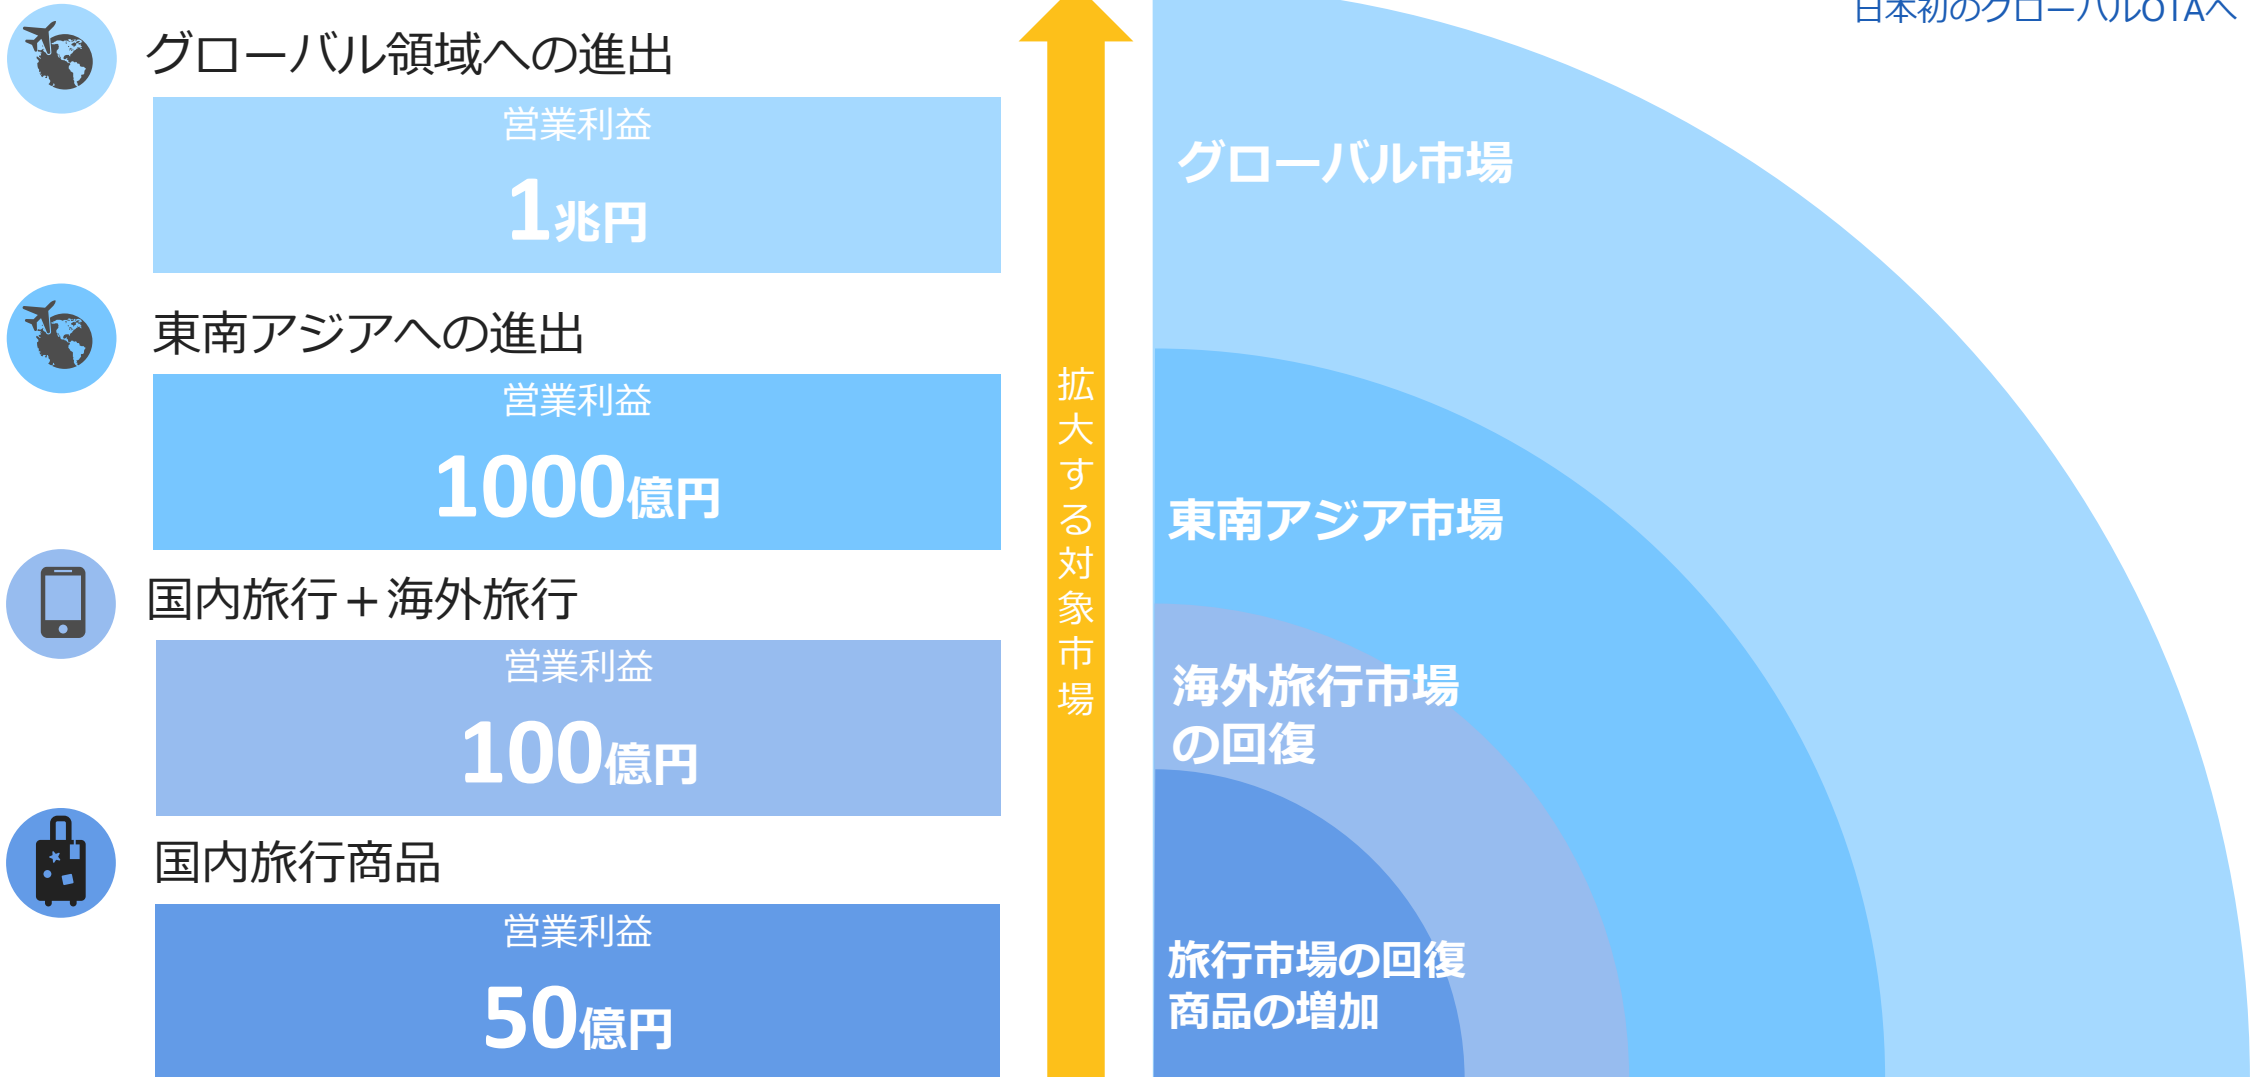 日本初のグローバルOTAへ
グローバル領域への進出
営業利益
1兆円
東南アジアへの進出
営業利益
1000億円
国内旅行+海外旅行
営業利益
100億円
国内旅行商品
営業利益
50億円
拡大する対象市場
グローバル市場
東南アジア市場
海外旅行市場
の回復
旅行市場の回復
商品の増加